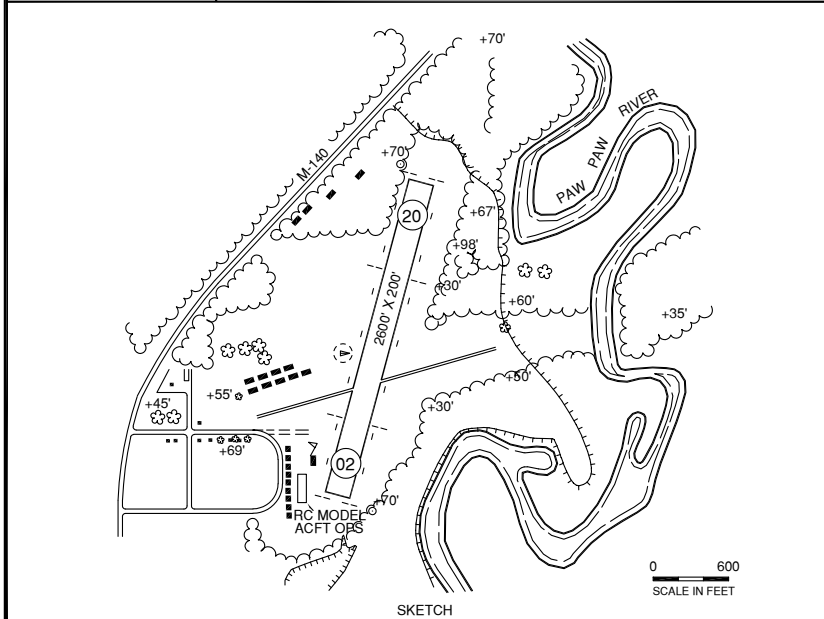 +70'
PAW PAW RIVER
M-140
+70'
20
+67'
+98'
+30'
2600' X 200'
+60'
+35'
+55'
+50'
+45'
+30'
+69'
02
+70'
RC MODEL
ACFT OPS
0 600
SCALE IN FEET
SKETCH